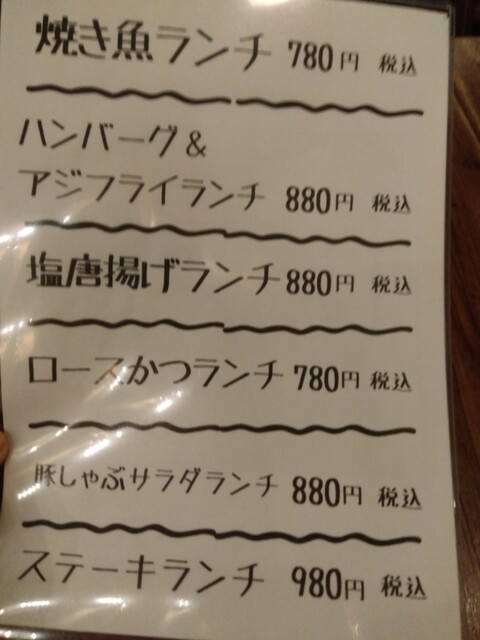 焼き魚ランチ 780円 税込
ハンバーグ&
アジフライランチ 880円 税込
塩唐揚げランチ 880円 税込
ロースかつランチ 780円 税込
豚しゃぶサラダランチ 880円 税込
ステーキランチ 980円 税込